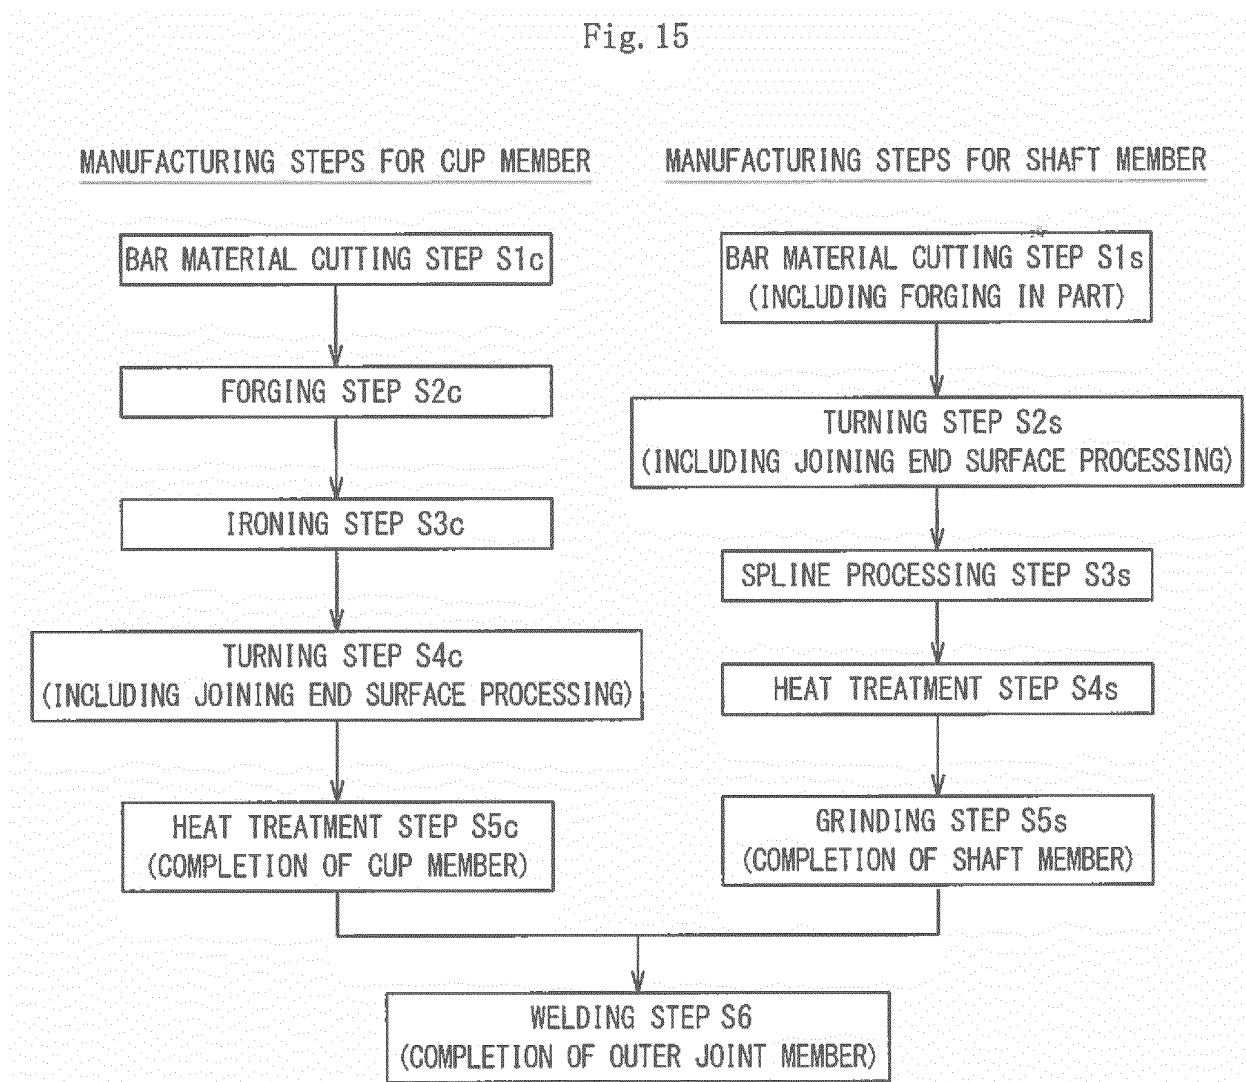 Fig. 15
MANUFACTURING STEPS FOR CUP MEMBER
BAR MATERIAL CUTTING STEP S1c
FORGING STEP S2c
IRONING STEP S3c
TURNING STEP S4c
(INCLUDING JOINING END SURFACE PROCESSING)
HEAT TREATMENT STEP S5c
(COMPLETION OF CUP MEMBER)
MANUFACTURING STEPS FOR SHAFT MEMBER
BAR MATERIAL CUTTING STEP S1s
(INCLUDING FORGING IN PART)
TURNING STEP S2s
(INCLUDING JOINING END SURFACE PROCESSING)
SPLINE PROCESSING STEP S3s
HEAT TREATMENT STEP S4s
GRINDING STEP S5s
(COMPLETION OF SHAFT MEMBER)
WELDING STEP S6
(COMPLETION OF OUTER JOINT MEMBER)